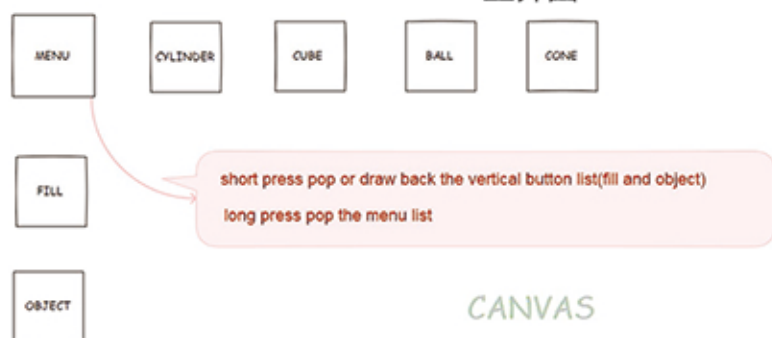 MENU CYLINDER CUBE BALL CONE
short press pop or draw back the vertical button list(fill and object)
FILL
long press pop the menu list
OBJECT
CANVAS